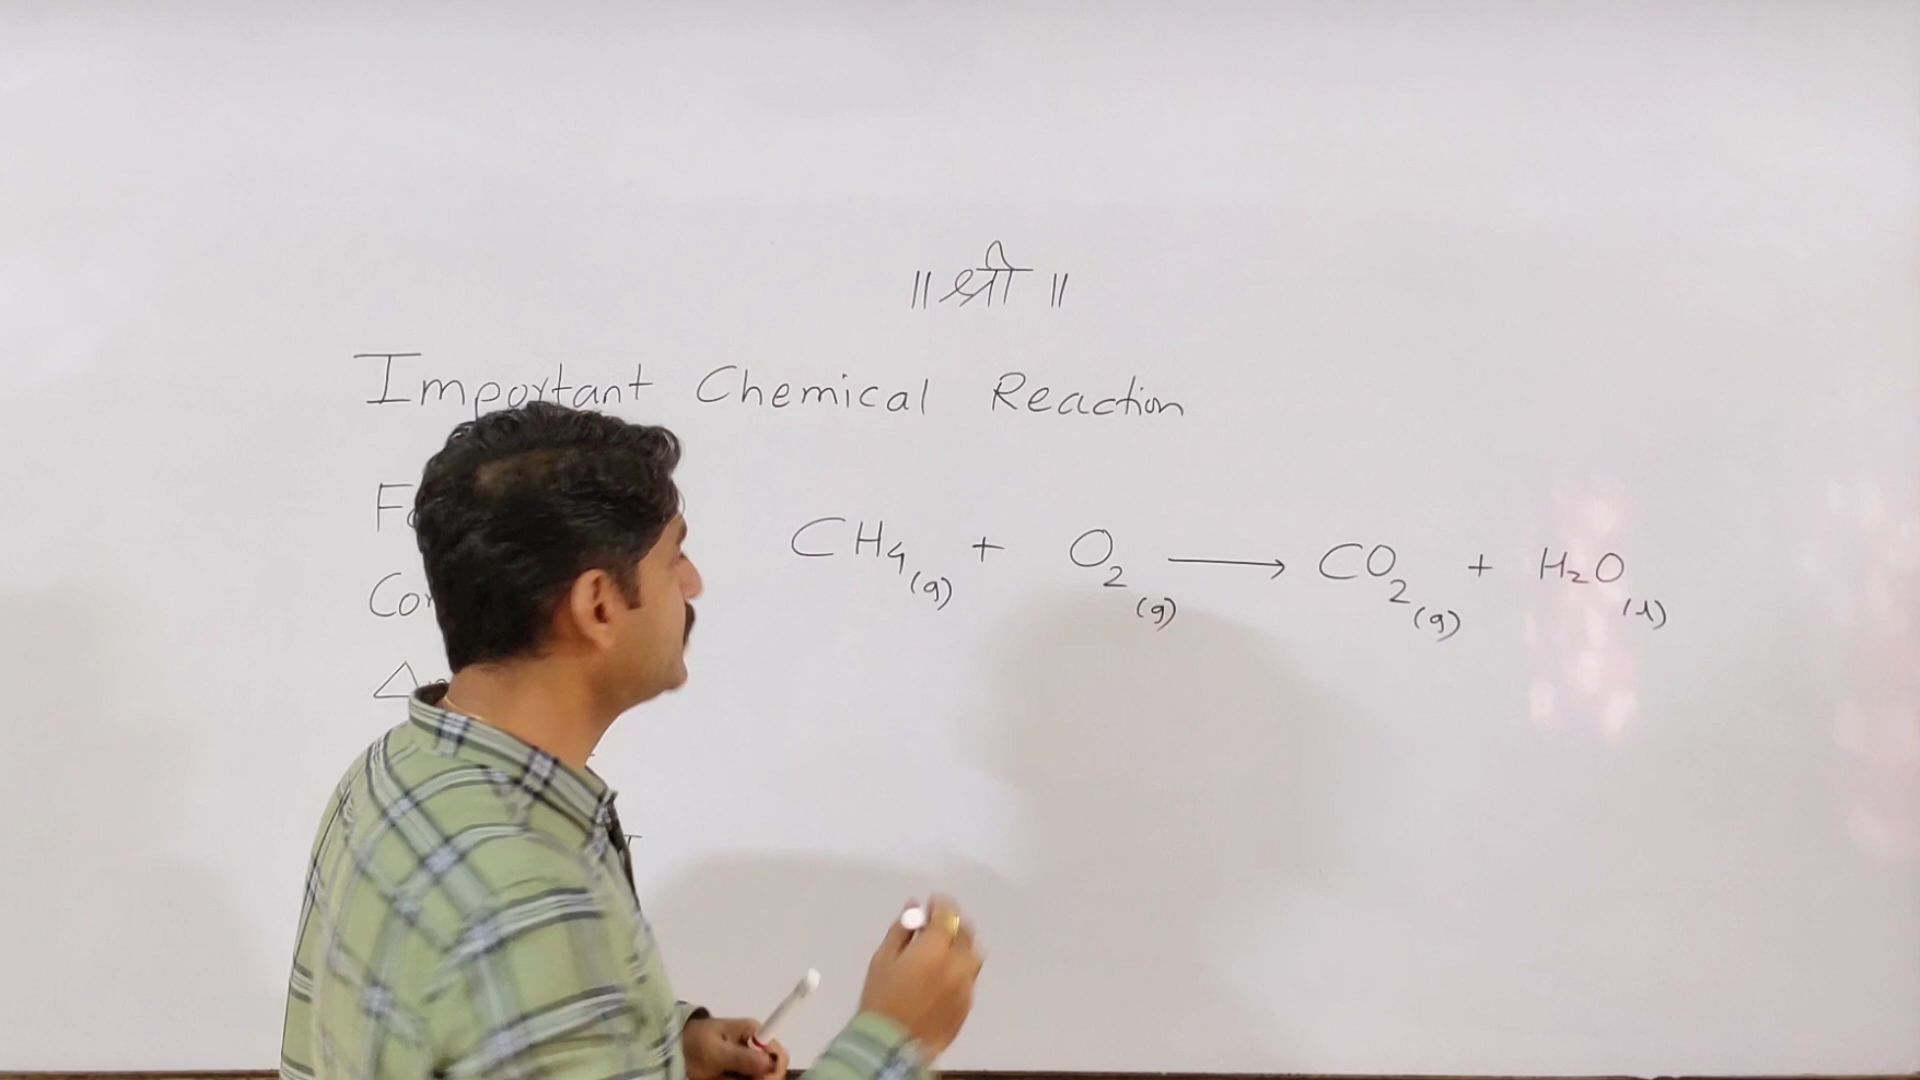 ॥ श्री ॥
Important Chemical Reaction
CH₄(g) + O₂(g) ⟶ CO₂(g) + H₂O(l)